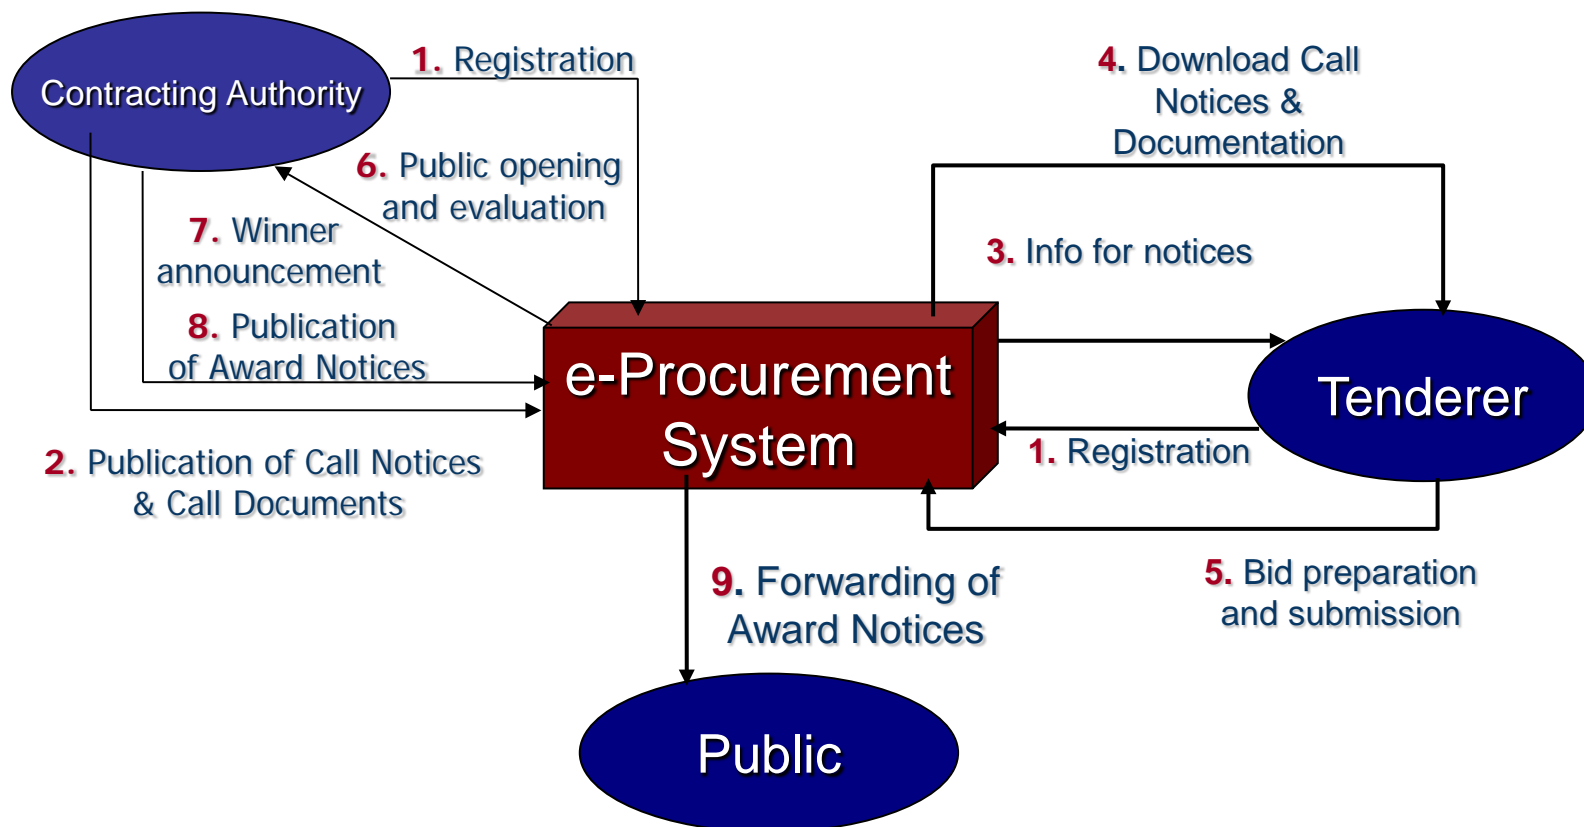 Contracting Authority
1. Registration
4. Download Call
Notices &
Documentation
6. Public opening
and evaluation
7. Winner
announcement
3. Info for notices
8. Publication
of Award Notices
e-Procurement
System
Tenderer
1. Registration
2. Publication of Call Notices
& Call Documents
5. Bid preparation
and submission
9. Forwarding of
Award Notices
Public